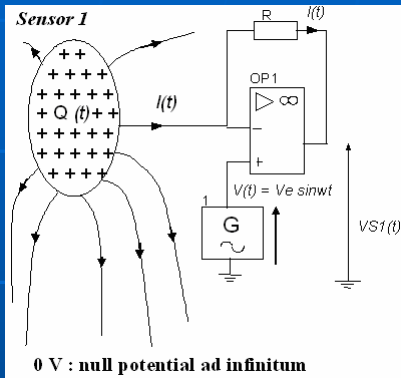 Sensor 1
R
I(t)
+ +
+ + + +
+ + + + +
+ Q (t) + +
+ + + + + +
+ + + + + +
+ + + + +
+ + + +
I(t)
OP1
▷ ∞
−
+
V(t) = Ve sinwt
1
G
∼
VS1(t)
0 V : null potential ad infinitum